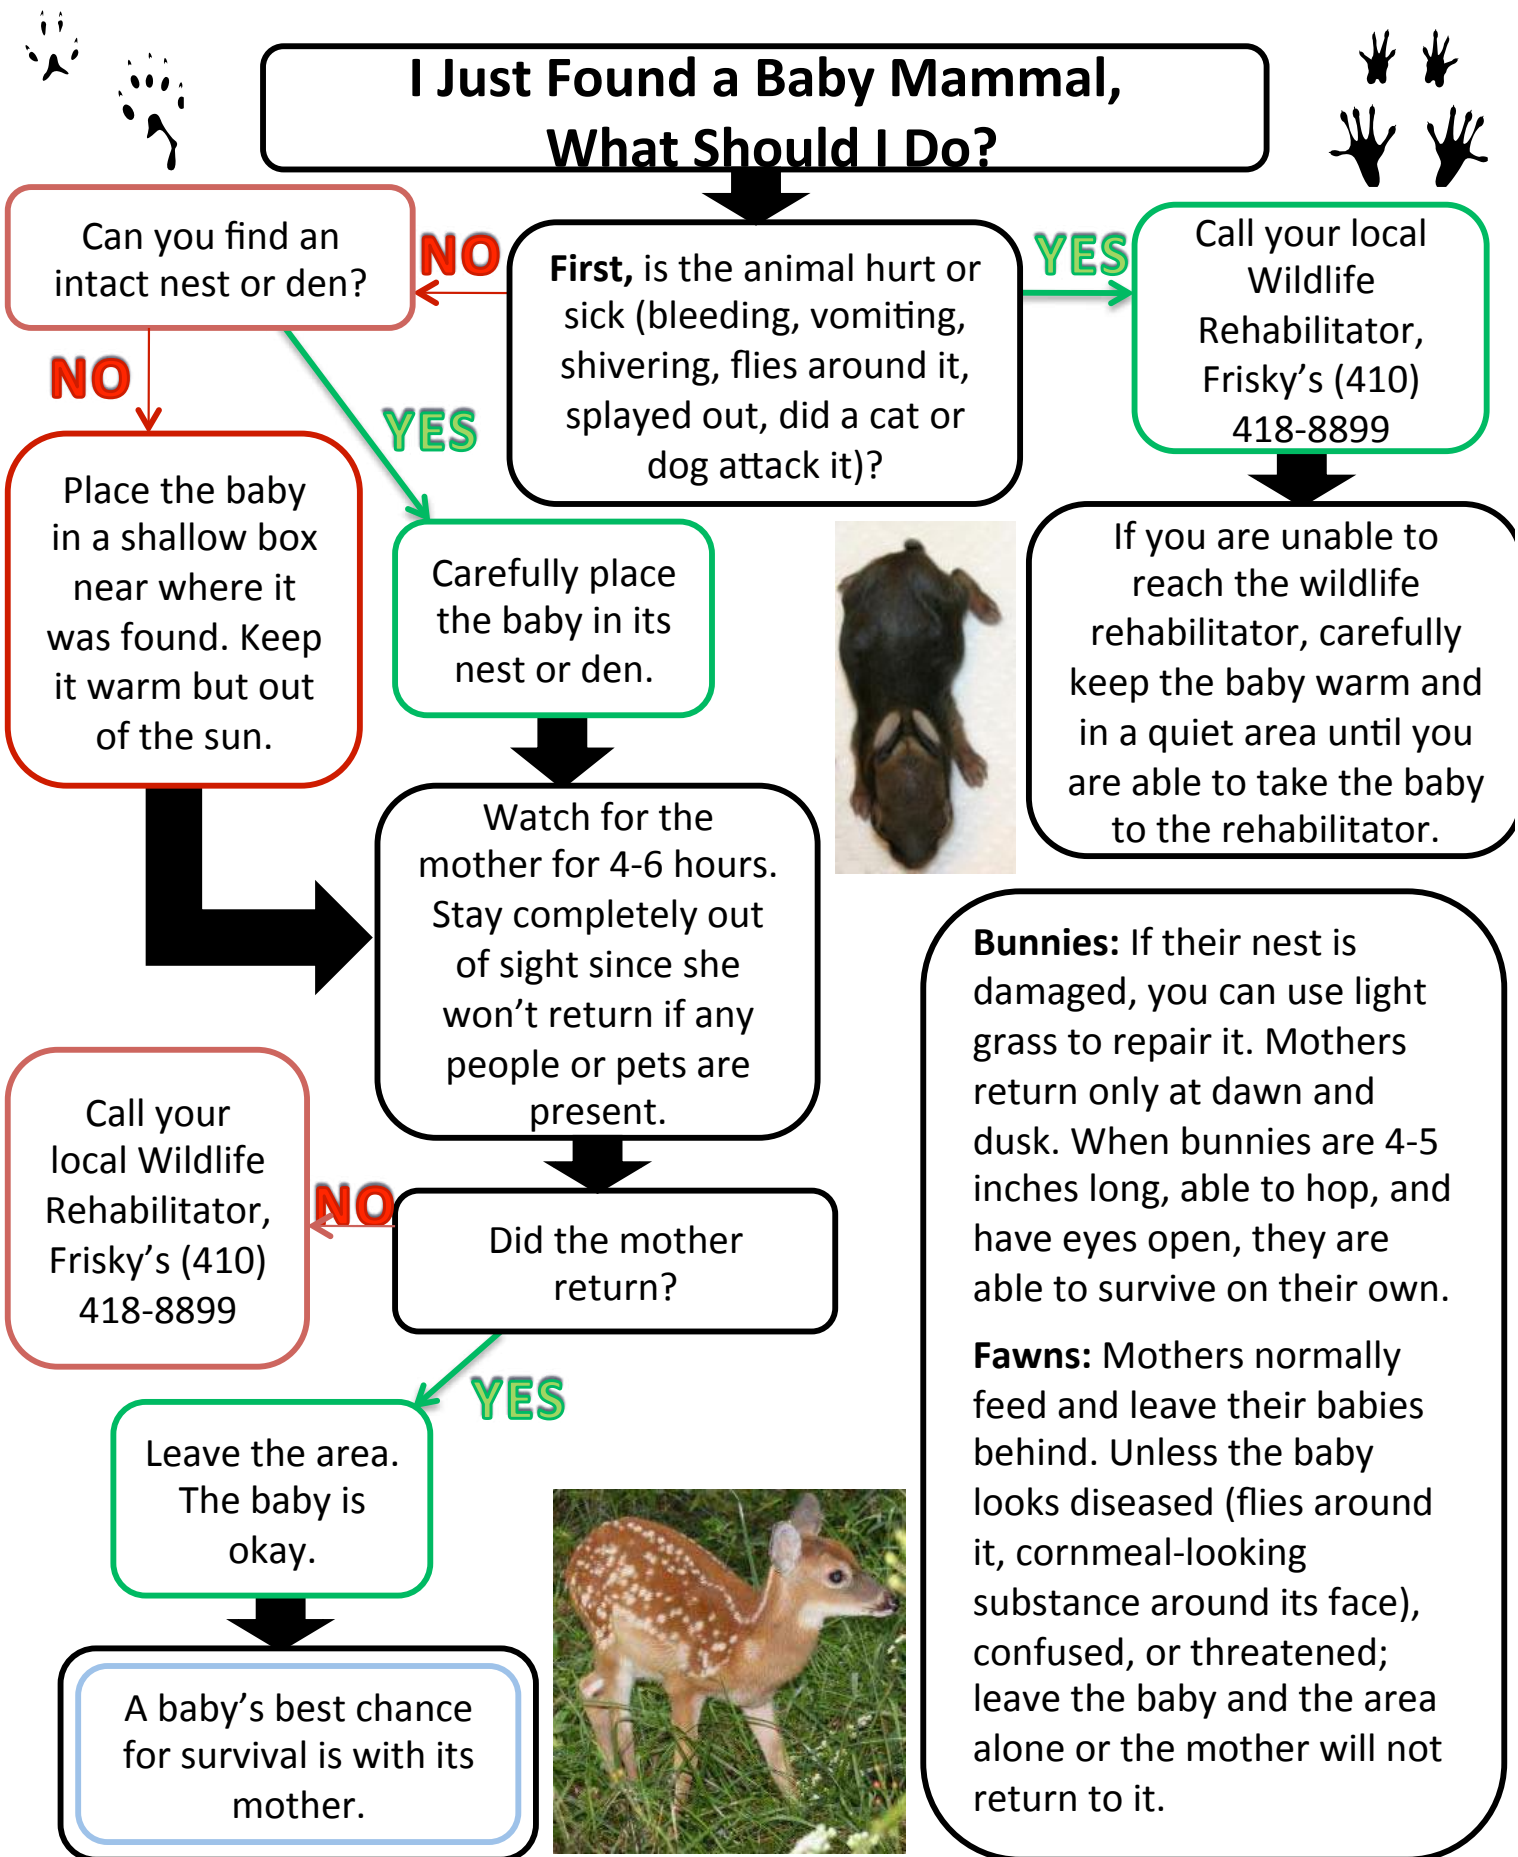 I Just Found a Baby Mammal,
What Should I Do?
First, is the animal hurt or
sick (bleeding, vomiting,
shivering, flies around it,
splayed out, did a cat or
dog attack it)?
YES
Call your local
Wildlife
Rehabilitator,
Frisky's (410)
418-8899
If you are unable to
reach the wildlife
rehabilitator, carefully
keep the baby warm and
in a quiet area until you
are able to take the baby
to the rehabilitator.
NO
Can you find an
intact nest or den?
NO
Place the baby
in a shallow box
near where it
was found. Keep
it warm but out
of the sun.
YES
Carefully place
the baby in its
nest or den.
Watch for the
mother for 4-6 hours.
Stay completely out
of sight since she
won't return if any
people or pets are
present.
Did the mother
return?
NO
Call your
local Wildlife
Rehabilitator,
Frisky's (410)
418-8899
YES
Leave the area.
The baby is
okay.
A baby's best chance
for survival is with its
mother.
Bunnies: If their nest is
damaged, you can use light
grass to repair it. Mothers
return only at dawn and
dusk. When bunnies are 4-5
inches long, able to hop, and
have eyes open, they are
able to survive on their own.
Fawns: Mothers normally
feed and leave their babies
behind. Unless the baby
looks diseased (flies around
it, cornmeal-looking
substance around its face),
confused, or threatened;
leave the baby and the area
alone or the mother will not
return to it.